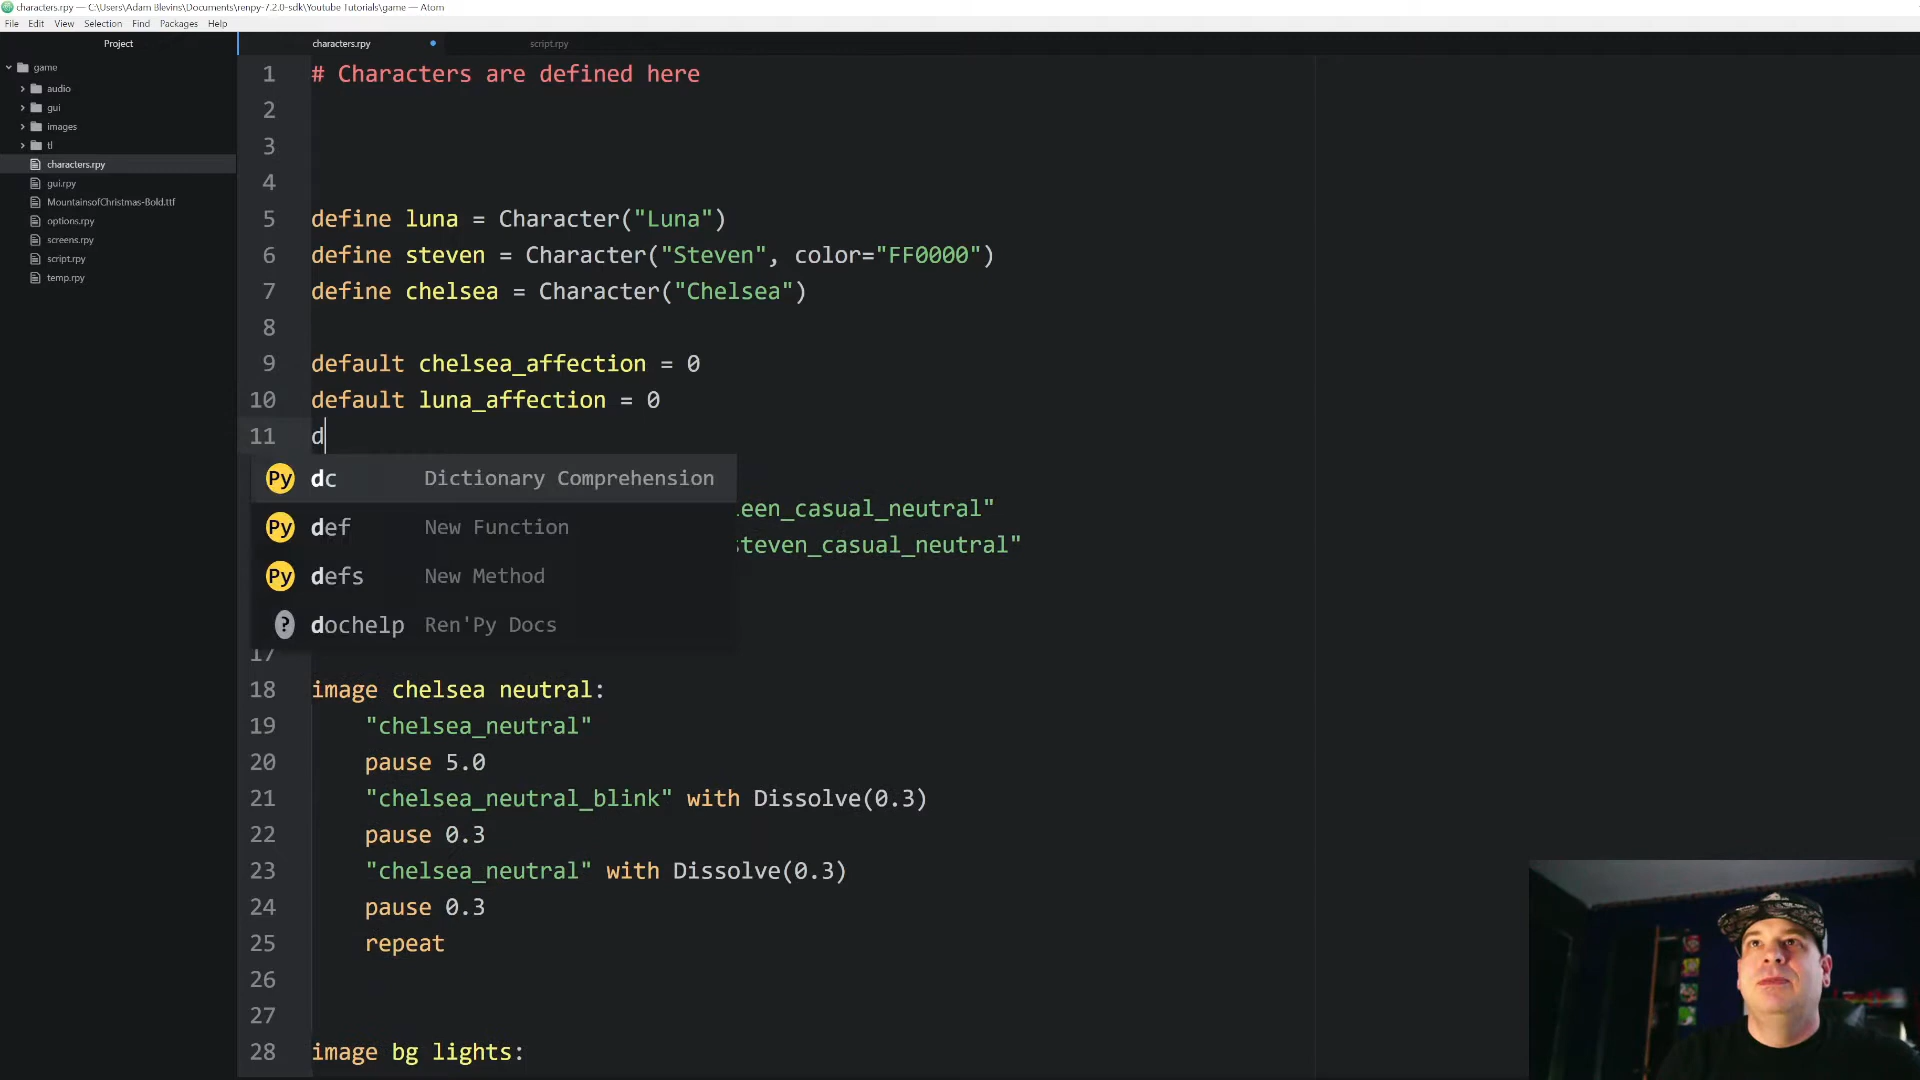 characters.rpy — C:\Users\Adam Blevins\Documents\renpy-7.2.0-sdk\Youtube Tutorials\game — Atom
File Edit View Selection Find Packages Help
Project
characters.rpy
script.rpy
game
audio
gui
images
tl
characters.rpy
gui.rpy
MountainsofChristmas-Bold.ttf
options.rpy
screens.rpy
script.rpy
temp.rpy
1 # Characters are defined here
2
3
4
5 define luna = Character("Luna")
6 define steven = Character("Steven", color="FF0000")
7 define chelsea = Character("Chelsea")
8
9 default chelsea_affection = 0
10 default luna_affection = 0
11 d
Py dc Dictionary Comprehension
een_casual_neutral"
Py def New Function
steven_casual_neutral"
Py defs New Method
? dochelp Ren'Py Docs
17
18 image chelsea neutral:
19 "chelsea_neutral"
20 pause 5.0
21 "chelsea_neutral_blink" with Dissolve(0.3)
22 pause 0.3
23 "chelsea_neutral" with Dissolve(0.3)
24 pause 0.3
25 repeat
26
27
28 image bg lights: